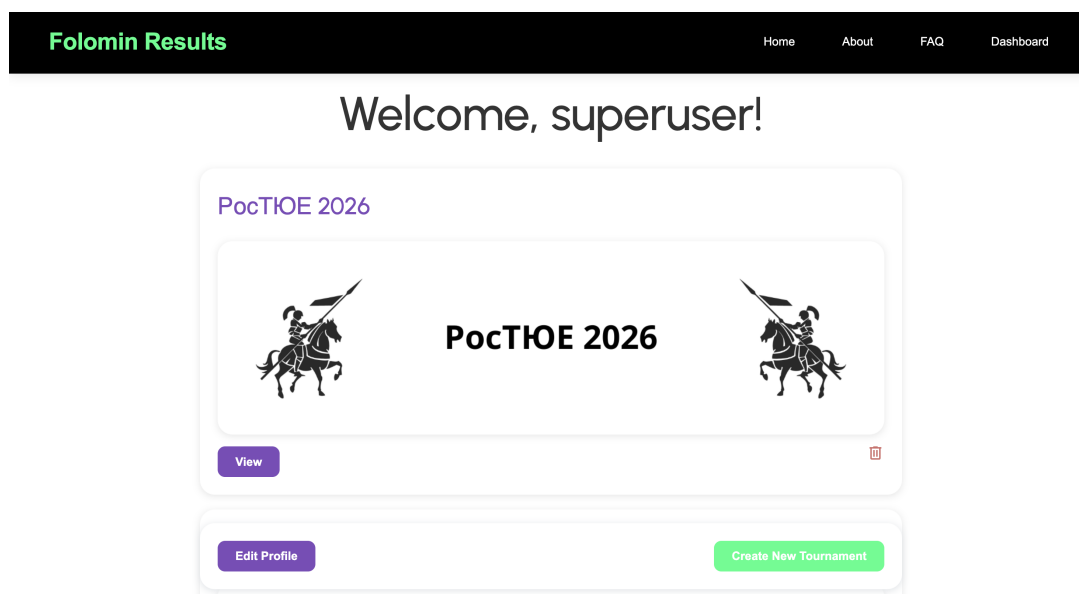 Folomin Results
Home About FAQ Dashboard
Welcome, superuser!
РосТЮЕ 2026
РосТЮЕ 2026
View
Edit Profile
Create New Tournament